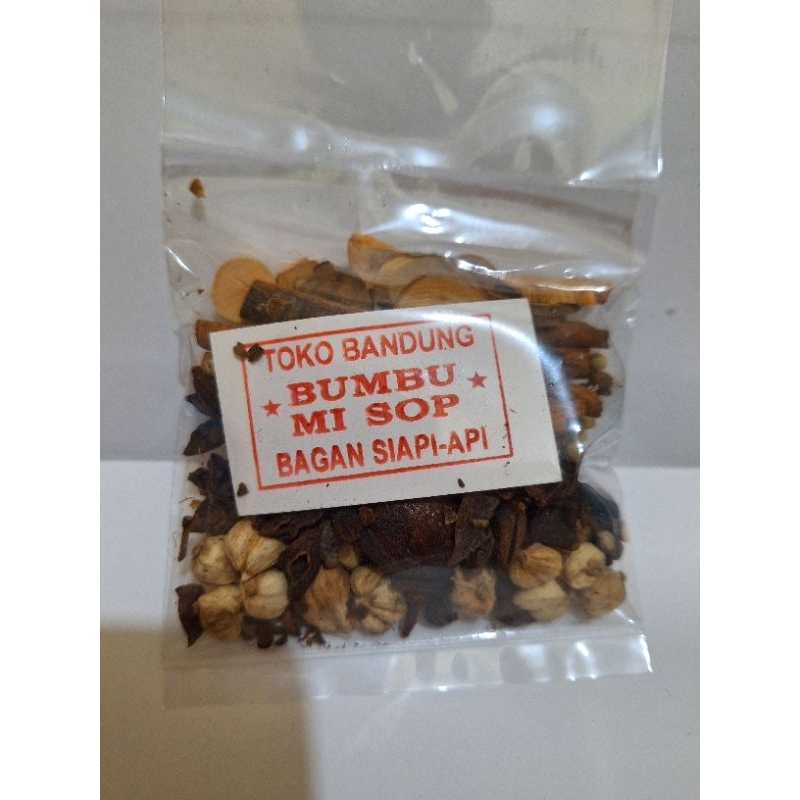 TOKO BANDUNG
★ BUMBU ★
MI SOP
BAGAN SIAPI-API